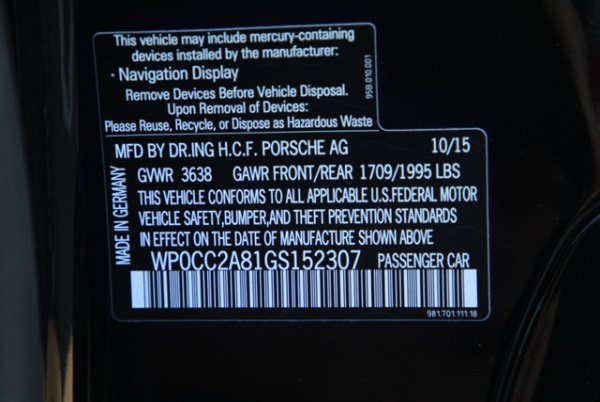 This vehicle may include mercury-containing
devices installed by the manufacturer:
· Navigation Display
Remove Devices Before Vehicle Disposal.
Upon Removal of Devices:
Please Reuse, Recycle, or Dispose as Hazardous Waste
958.010.001
MFD BY DR.ING H.C.F. PORSCHE AG 10/15
GVWR 3638 GAWR FRONT/REAR 1709/1995 LBS
THIS VEHICLE CONFORMS TO ALL APPLICABLE U.S.FEDERAL MOTOR
VEHICLE SAFETY,BUMPER,AND THEFT PREVENTION STANDARDS
IN EFFECT ON THE DATE OF MANUFACTURE SHOWN ABOVE
WP0CC2A81GS152307 PASSENGER CAR
MADE IN GERMANY
981.701.111.18